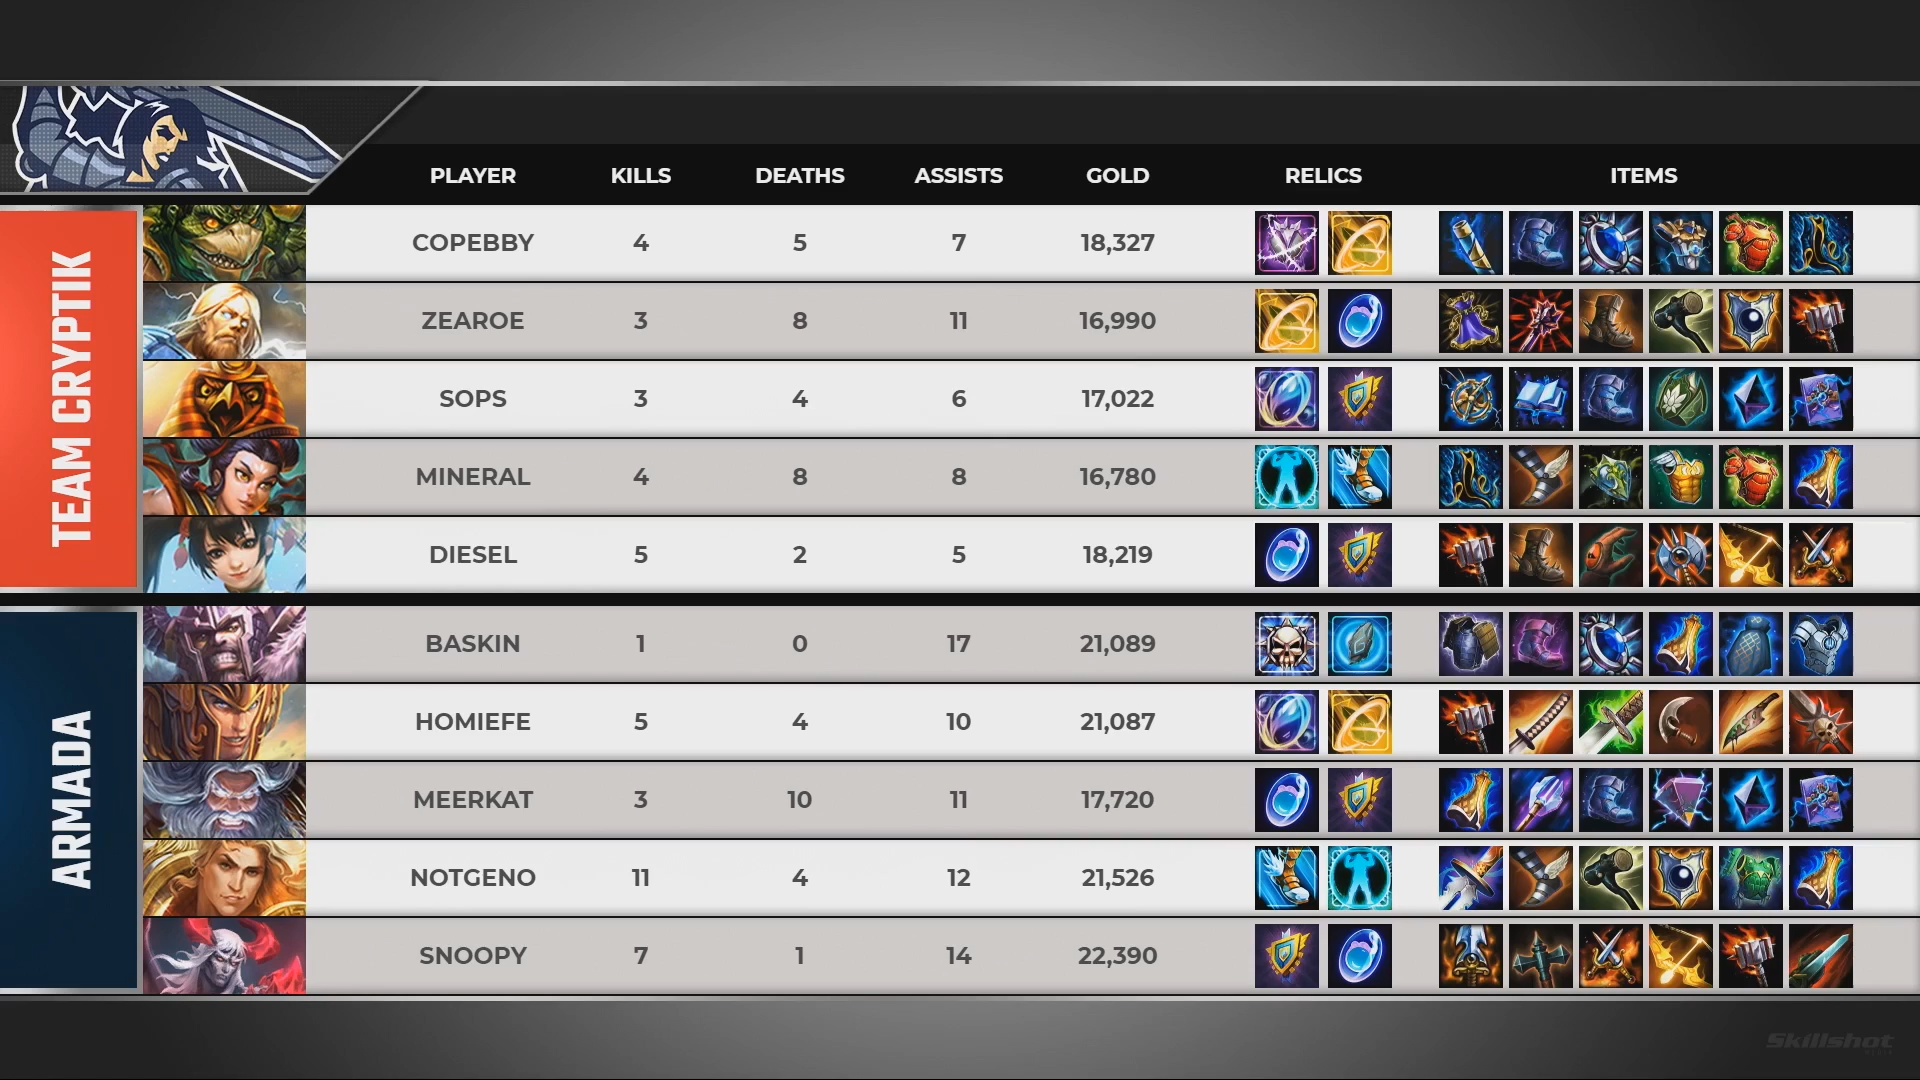 PLAYER KILLS DEATHS ASSISTS GOLD RELICS ITEMS
TEAM CRYPTIK
COPEBBY 4 5 7 18,327
ZEAROE 3 8 11 16,990
SOPS 3 4 6 17,022
MINERAL 4 8 8 16,780
DIESEL 5 2 5 18,219
ARMADA
BASKIN 1 0 17 21,089
HOMIEFE 5 4 10 21,087
MEERKAT 3 10 11 17,720
NOTGENO 11 4 12 21,526
SNOOPY 7 1 14 22,390
Skillshot